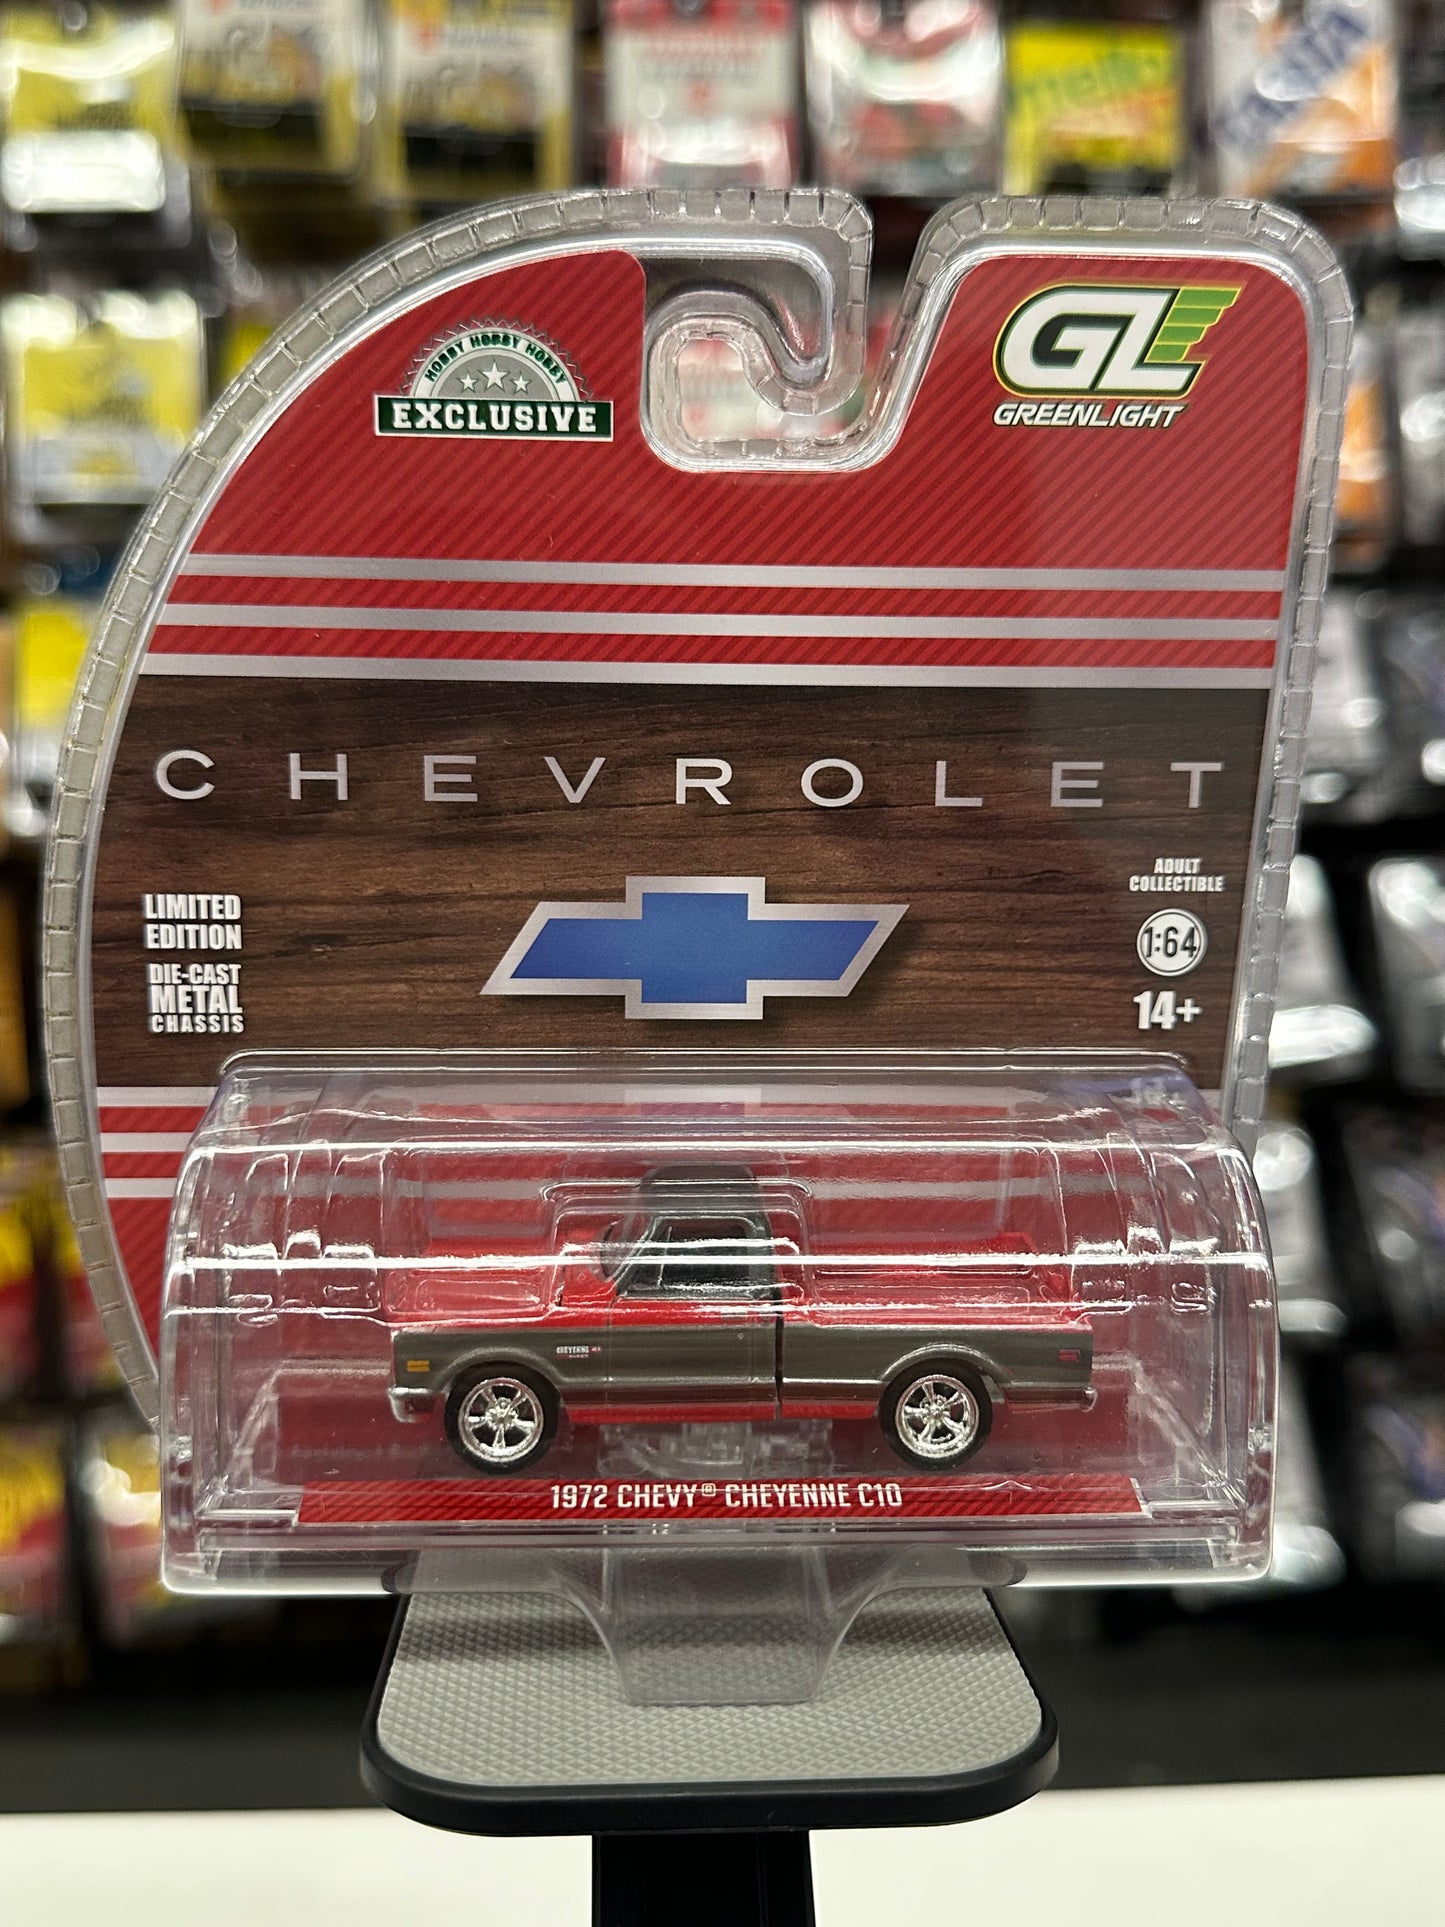 HOBBY HOBBY HOBBY
EXCLUSIVE
GL
GREENLIGHT
CHEVROLET
LIMITED
EDITION
DIE-CAST
METAL
CHASSIS
ADULT
COLLECTIBLE
1:64
14+
CHEYENNE
SUPER
1972 CHEVY® CHEYENNE C10